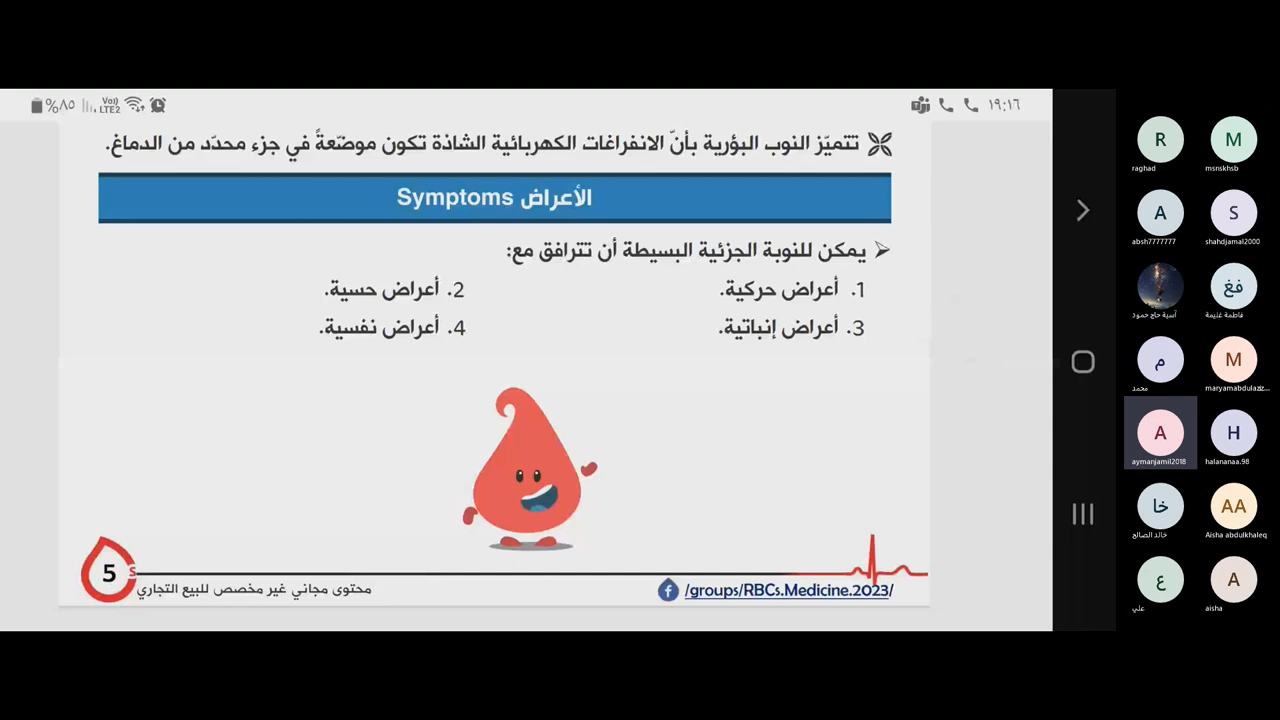 %٨٥ Vo)) LTE2 ١٩:١٦
تتميّز النوب البؤرية بأنّ الانفراغات الكهربائية الشاذة تكون موضّعةً في جزء محدّد من الدماغ.
الأعراض Symptoms
يمكن للنوبة الجزئية البسيطة أن تترافق مع:
1. أعراض حركية. 2. أعراض حسية.
3. أعراض إنباتية. 4. أعراض نفسية.
5
S
محتوى مجاني غير مخصص للبيع التجاري
f /groups/RBCs.Medicine.2023/
R M
raghad msnskhsb
A S
absh7777777 shahdjamal2000
فغ
آسية حاج حمود فاطمة غنيمة
م M
محمد maryamabdulaziz...
A H
aymanjamil2018 halananaa.98
خا AA
خالد الصالح Aisha abdulkhaleq
ع A
علي aisha